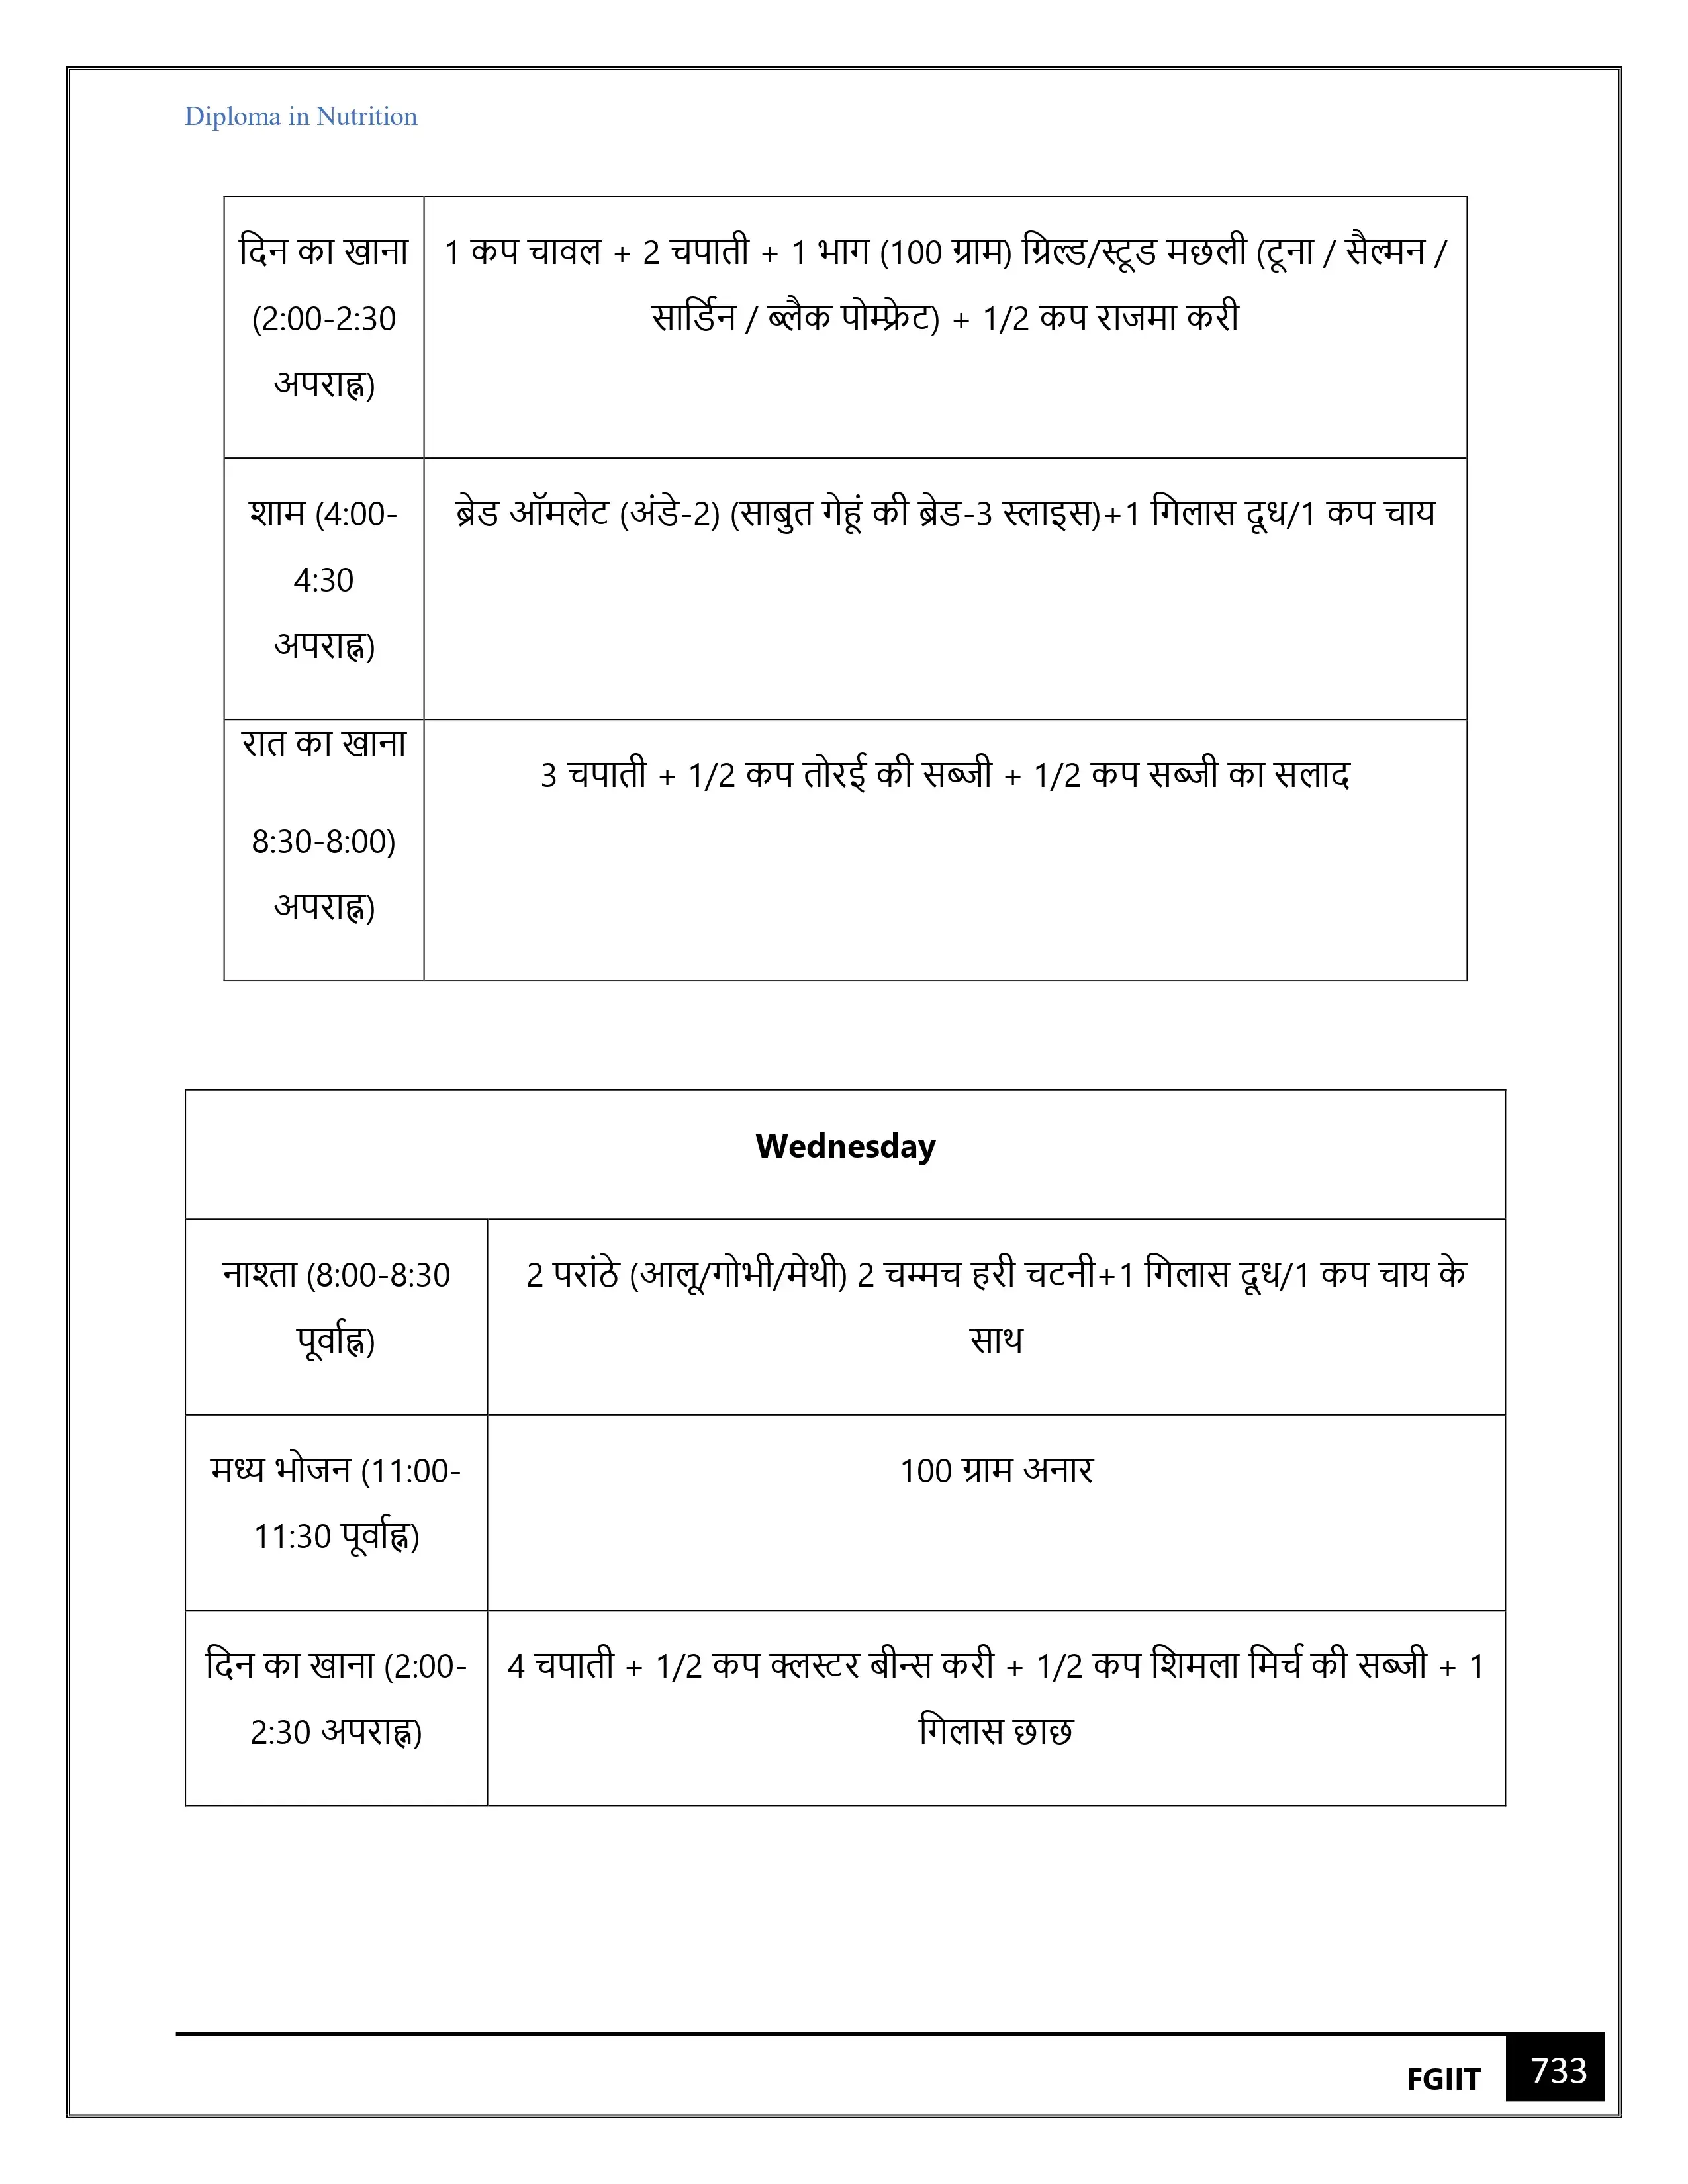 Diploma in Nutrition
दिन का खाना
(2:00-2:30
अपराह्न)
1 कप चावल + 2 चपाती + 1 भाग (100 ग्राम) ग्रिल्ड/स्टूड मछली (टूना / सैल्मन /
सार्डिन / ब्लैक पोम्फ्रेट) + 1/2 कप राजमा करी
शाम (4:00-
4:30
अपराह्न)
ब्रेड ऑमलेट (अंडे-2) (साबुत गेहूं की ब्रेड-3 स्लाइस)+1 गिलास दूध/1 कप चाय
रात का खाना
8:30-8:00)
अपराह्न)
3 चपाती + 1/2 कप तोरई की सब्जी + 1/2 कप सब्जी का सलाद
Wednesday
नाश्ता (8:00-8:30
पूर्वाह्न)
2 परांठे (आलू/गोभी/मेथी) 2 चम्मच हरी चटनी+1 गिलास दूध/1 कप चाय के
साथ
मध्य भोजन (11:00-
11:30 पूर्वाह्न)
100 ग्राम अनार
दिन का खाना (2:00-
2:30 अपराह्न)
4 चपाती + 1/2 कप क्लस्टर बीन्स करी + 1/2 कप शिमला मिर्च की सब्जी + 1
गिलास छाछ
FGIIT 733